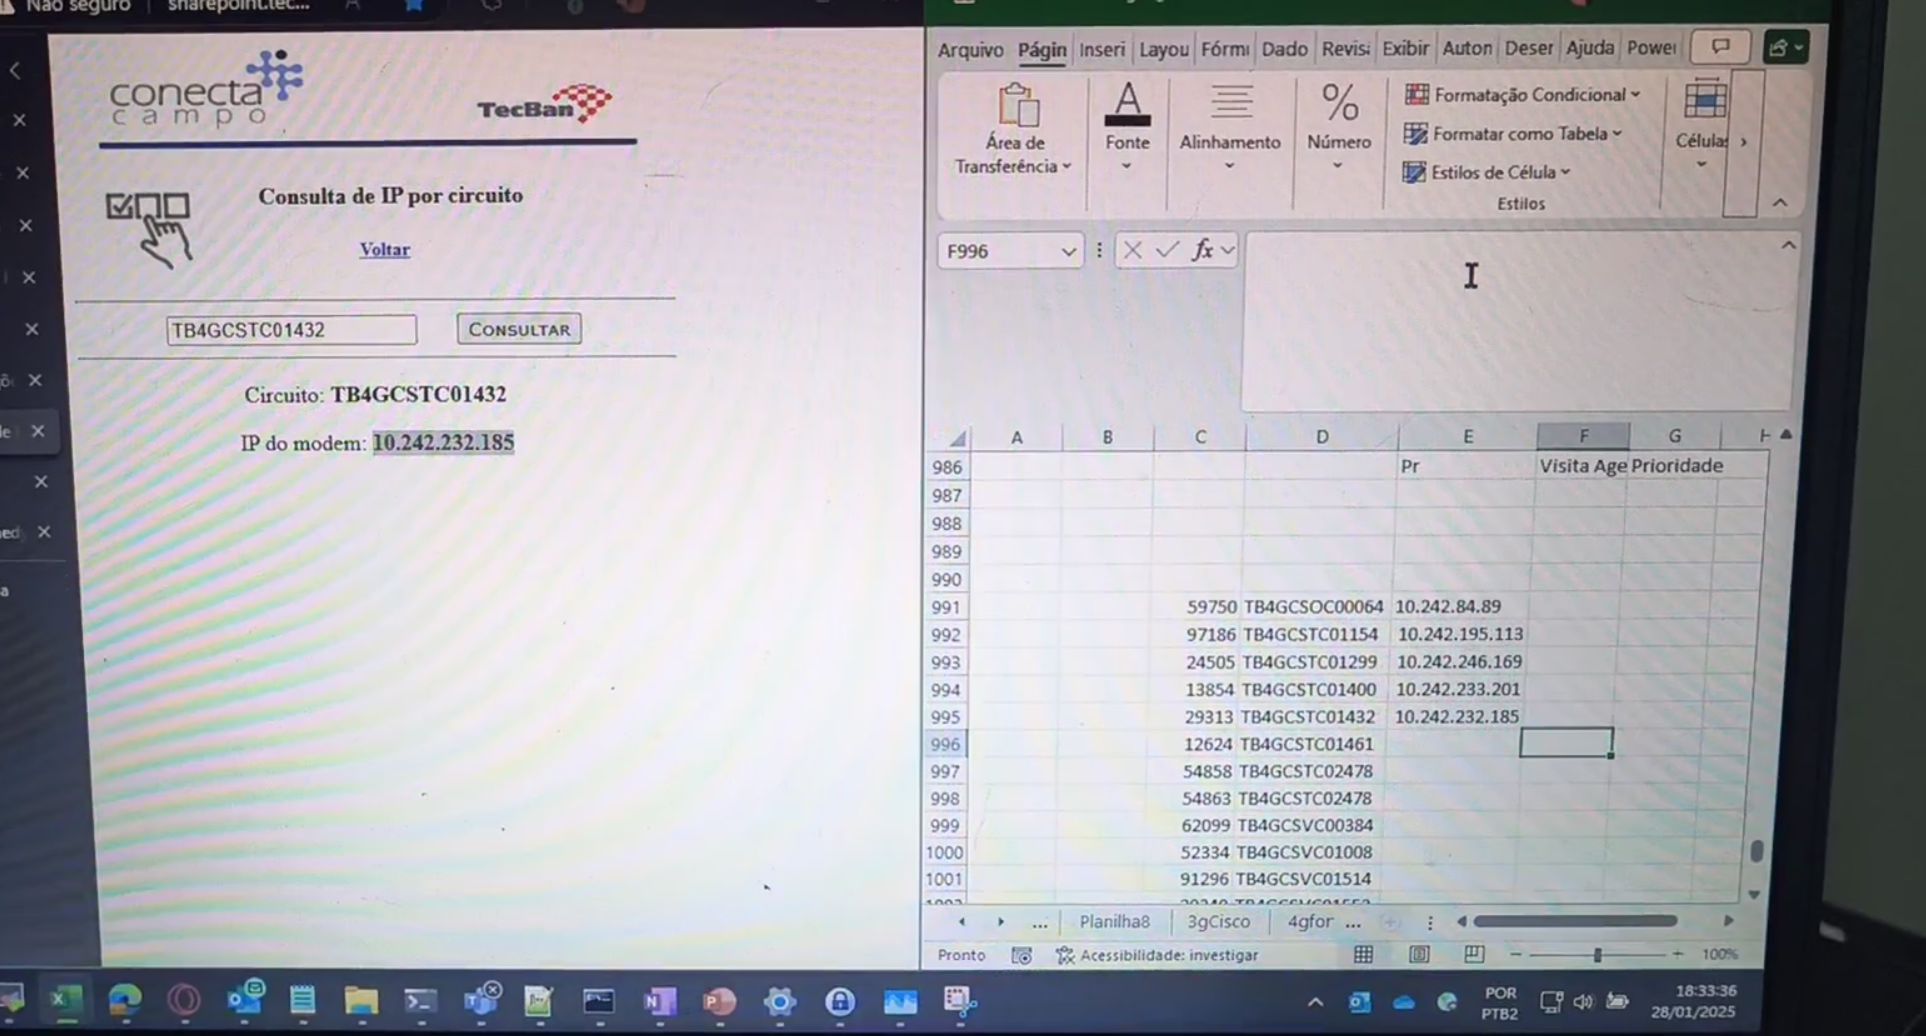 Não seguro
sharepoint.tec...
conecta
campo
TecBan
Consulta de IP por circuito
Voltar
TB4GCSTC01432
CONSULTAR
Circuito: TB4GCSTC01432
IP do modem: 10.242.232.185
Arquivo Págin Inseri Layou Fórmu Dado Revisã Exibir Auton Deser Ajuda Power
Área de Transferência
Fonte
Alinhamento
Número
Formatação Condicional
Formatar como Tabela
Estilos de Célula
Estilos
Células
F996
fx
A B C D E F G H
986 Pr Visita Age Prioridade
987
988
989
990
991 59750 TB4GCSOC00064 10.242.84.89
992 97186 TB4GCSTC01154 10.242.195.113
993 24505 TB4GCSTC01299 10.242.246.169
994 13854 TB4GCSTC01400 10.242.233.201
995 29313 TB4GCSTC01432 10.242.232.185
996 12624 TB4GCSTC01461
997 54858 TB4GCSTC02478
998 54863 TB4GCSTC02478
999 62099 TB4GCSVC00384
1000 52334 TB4GCSVC01008
1001 91296 TB4GCSVC01514
... Planilha8 3gCisco 4gfor ...
Pronto Acessibilidade: investigar 100%
POR
PTB2
18:33:36
28/01/2025